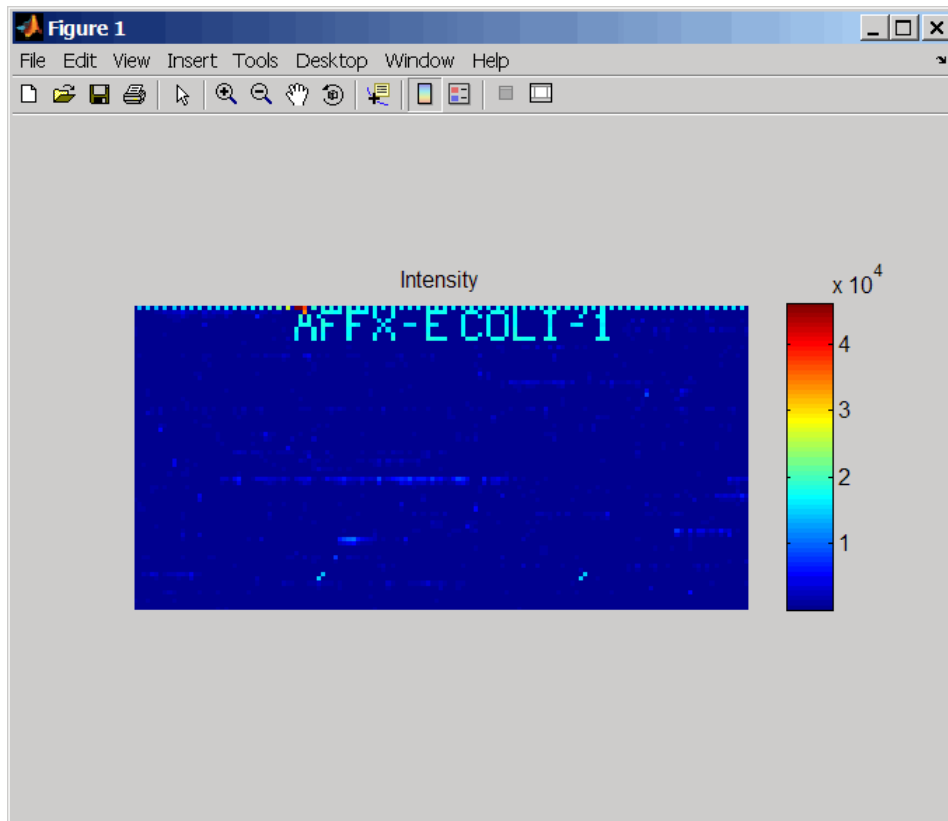 Figure 1
File Edit View Insert Tools Desktop Window Help
Intensity
x 10^4
AFFX-ECOLI-1
4
3
2
1